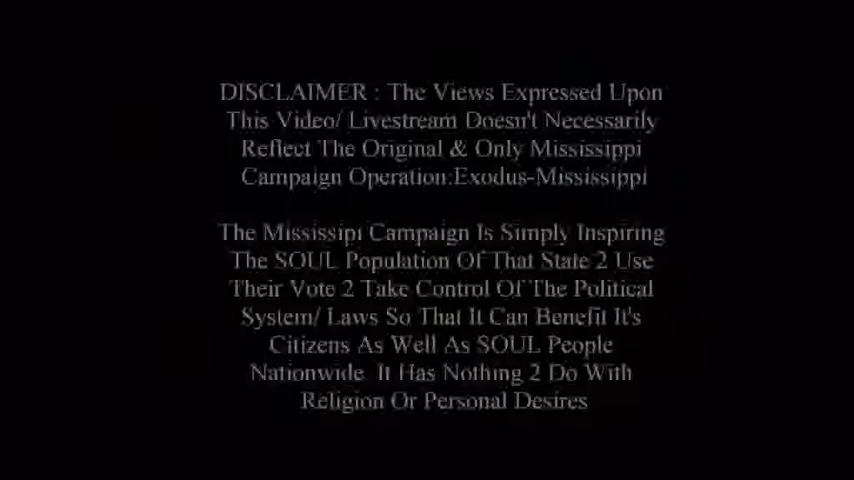 DISCLAIMER : The Views Expressed Upon
This Video/ Livestream Doesn't Necessarily
Reflect The Original & Only Mississippi
Campaign Operation:Exodus-Mississippi
The Mississipi Campaign Is Simply Inspiring
The SOUL Population Of That State 2 Use
Their Vote 2 Take Control Of The Political
System/ Laws So That It Can Benefit It's
Citizens As Well As SOUL People
Nationwide. It Has Nothing 2 Do With
Religion Or Personal Desires